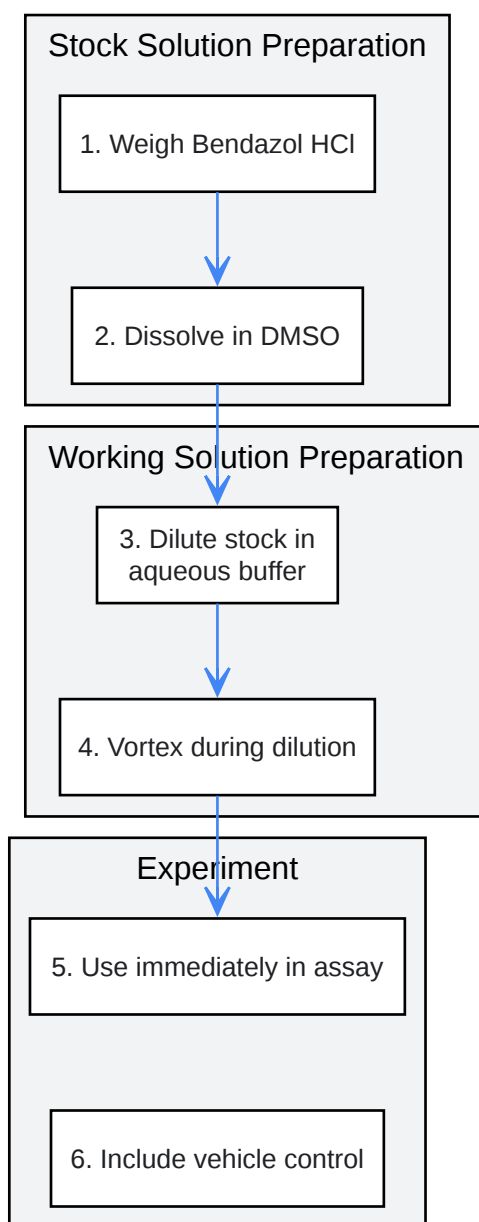 Stock Solution Preparation
1. Weigh Bendazol HCl
2. Dissolve in DMSO
Working Solution Preparation
3. Dilute stock in
aqueous buffer
4. Vortex during dilution
Experiment
5. Use immediately in assay
6. Include vehicle control